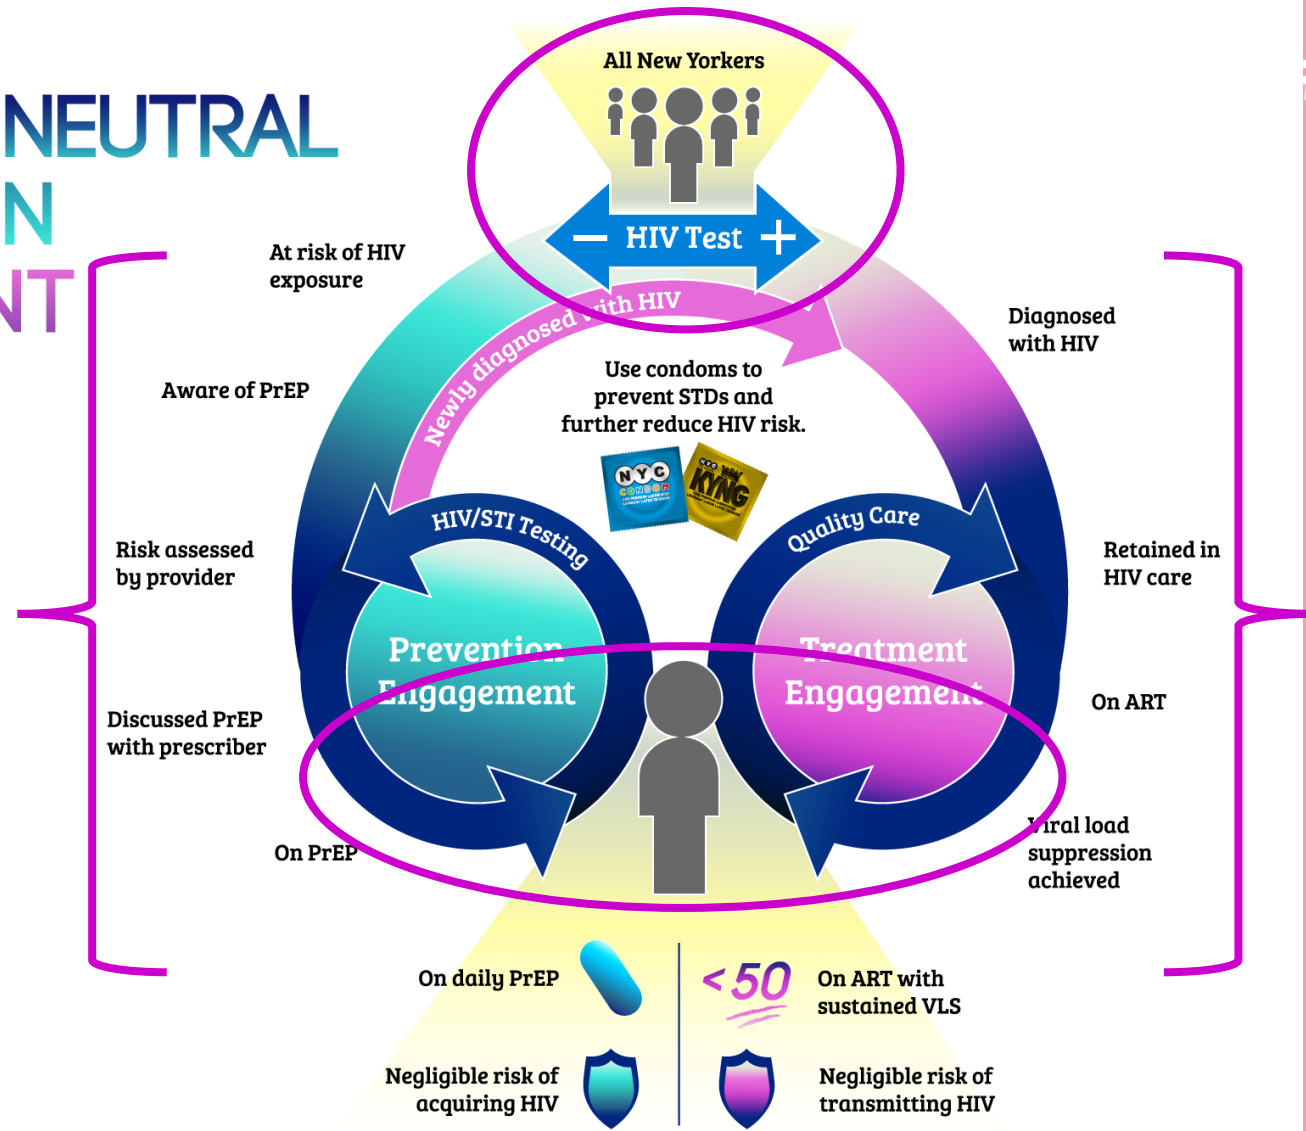 NEUTRAL
N
NT
All New Yorkers
− HIV Test +
Newly diagnosed with HIV
At risk of HIV
exposure
Aware of PrEP
Risk assessed
by provider
Discussed PrEP
with prescriber
On PrEP
Use condoms to
prevent STDs and
further reduce HIV risk.
NYC
CONDOM
NYC
KYNG
HIV/STI Testing
Prevention
Engagement
Quality Care
Treatment
Engagement
Diagnosed
with HIV
Retained in
HIV care
On ART
Viral load
suppression
achieved
On daily PrEP
Negligible risk of
acquiring HIV
<50
On ART with
sustained VLS
Negligible risk of
transmitting HIV